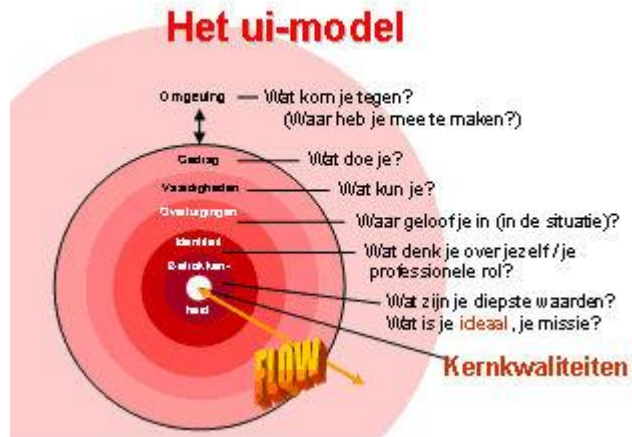 Het ui-model
Omgeving — Wat kom je tegen?
(Waar heb je mee te maken?)
Gedrag — Wat doe je?
Vaardigheden — Wat kun je?
Overtuigingen
Waar geloof je in (in de situatie)?
Identiteit
Wat denk je over jezelf / je
professionele rol?
Betrokken-
heid
Wat zijn je diepste waarden?
Wat is je ideaal, je missie?
FLOW
Kernkwaliteiten